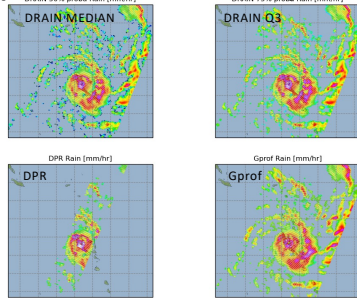 DRAIN MEDIAN
DRAIN Q3
DPR Rain [mm/hr]
DPR
Gprof Rain [mm/hr]
Gprof